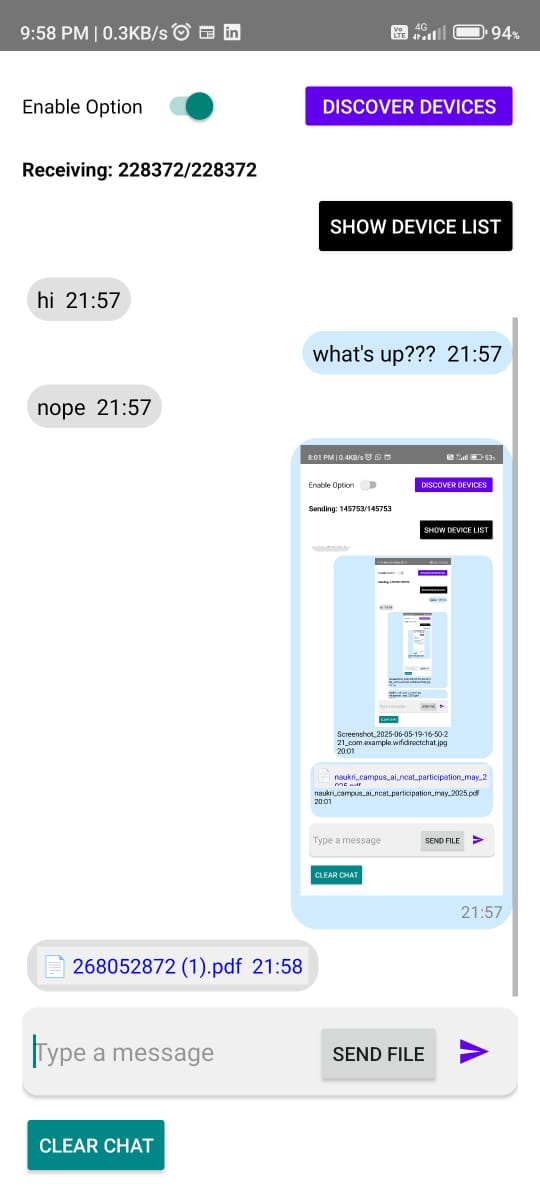 9:58 PM | 0.3KB/s
4G
94%
Enable Option
DISCOVER DEVICES
Receiving: 228372/228372
SHOW DEVICE LIST
hi 21:57
what's up??? 21:57
nope 21:57
8:01 PM | 0.4KB/s
53%
Enable Option
DISCOVER DEVICES
Sending: 145753/145753
SHOW DEVICE LIST
Screenshot_2025-06-05-19-16-50-2
21_com.example.wifidirectchat.jpg
20:01
naukri_campus_ai_ncat_participation_may_2
naukri_campus_ai_ncat_participation_may_2025.pdf
20:01
Type a message
SEND FILE
CLEAR CHAT
21:57
268052872 (1).pdf 21:58
Type a message
SEND FILE
CLEAR CHAT